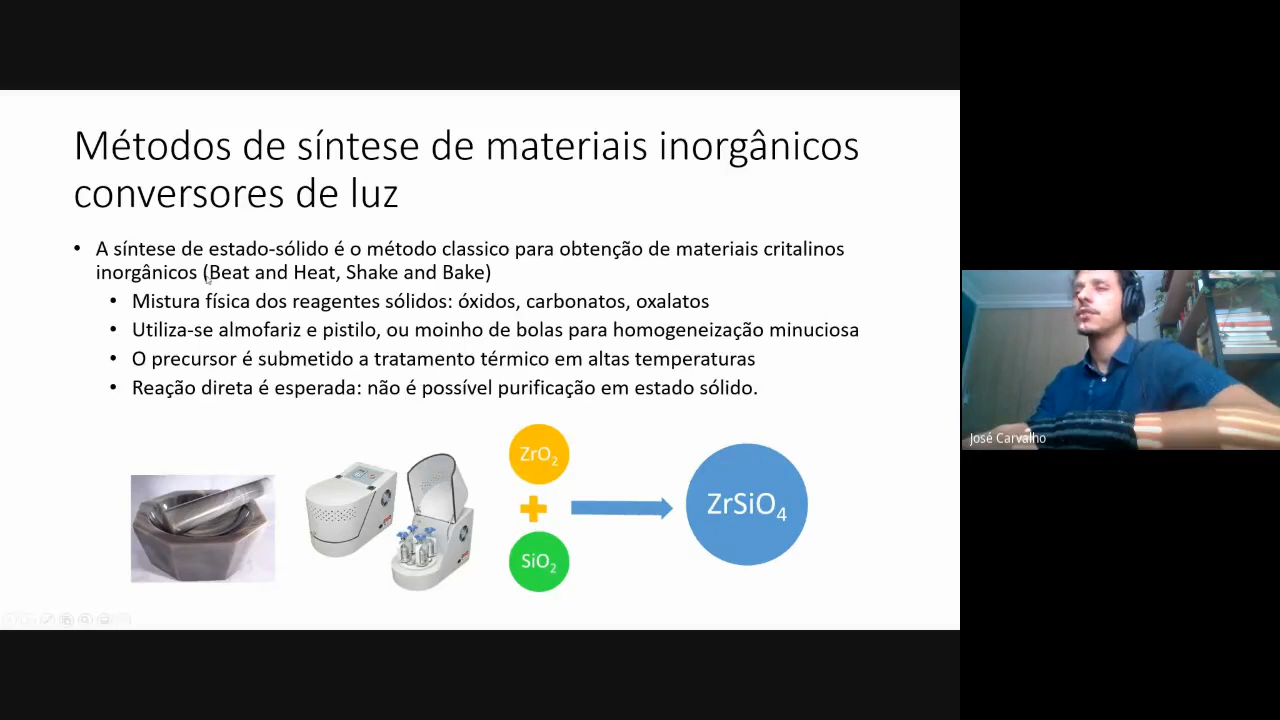 Métodos de síntese de materiais inorgânicos
conversores de luz
• A síntese de estado-sólido é o método classico para obtenção de materiais critalinos
inorgânicos (Beat and Heat, Shake and Bake)
• Mistura física dos reagentes sólidos: óxidos, carbonatos, oxalatos
• Utiliza-se almofariz e pistilo, ou moinho de bolas para homogeneização minuciosa
• O precursor é submetido a tratamento térmico em altas temperaturas
• Reação direta é esperada: não é possível purificação em estado sólido.
ZrO₂
SiO₂
ZrSiO₄
José Carvalho